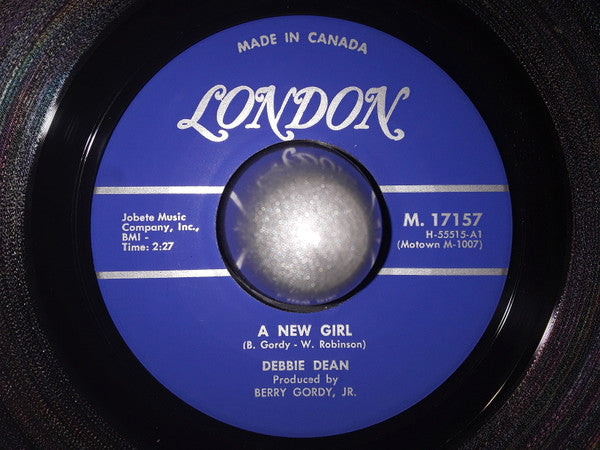 MADE IN CANADA
LONDON
Jobete Music
Company, Inc.,
BMI -
Time: 2:27
M. 17157
H-55515-A1
(Motown M-1007)
A NEW GIRL
(B. Gordy - W. Robinson)
DEBBIE DEAN
Produced by
BERRY GORDY, JR.